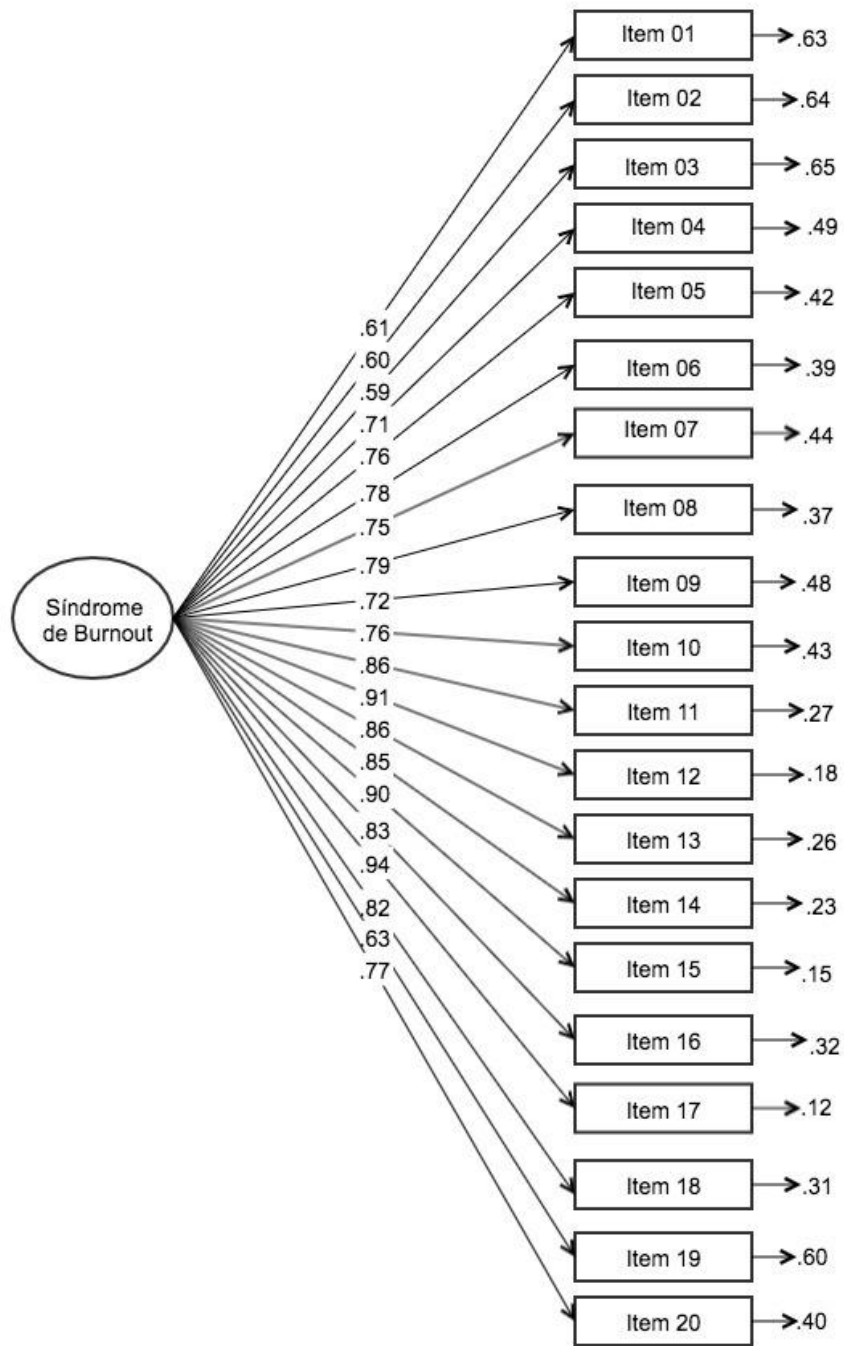 Item 01
.63
Item 02
.64
Item 03
.65
Item 04
.49
Item 05
.42
.61
.60
Item 06
.39
.59
.71
Item 07
.44
.76
.78
Item 08
.37
.75
.79
Item 09
.48
.72
Síndrome
de Burnout
.76
Item 10
.43
.86
.91
Item 11
.27
.86
.85
Item 12
.18
.90
.83
Item 13
.26
.94
.82
Item 14
.23
.63
.77
Item 15
.15
Item 16
.32
Item 17
.12
Item 18
.31
Item 19
.60
Item 20
.40